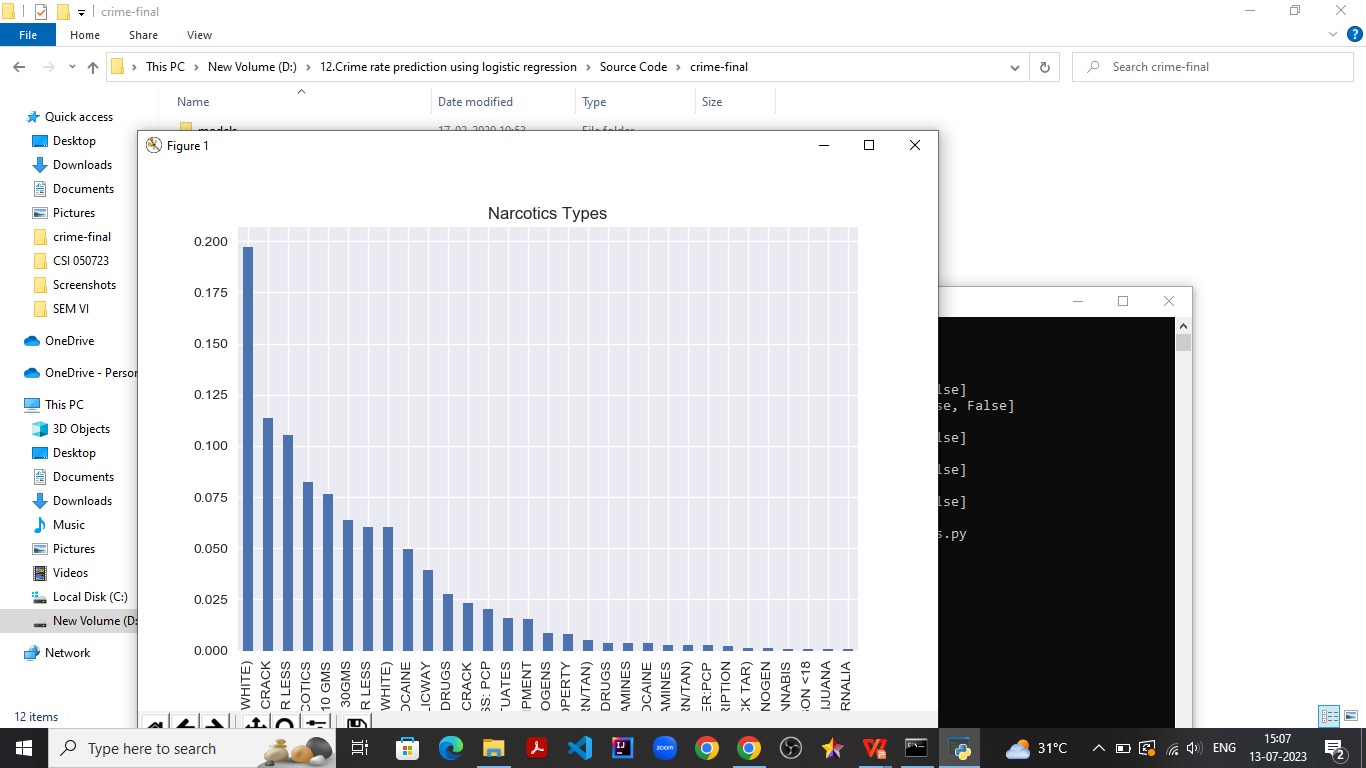 crime-final
File Home Share View
This PC New Volume (D:) 12.Crime rate prediction using logistic regression Source Code crime-final
Search crime-final
Name Date modified Type Size
Quick access
Desktop
Downloads
Documents
Pictures
crime-final
CSI 050723
Screenshots
SEM VI
OneDrive
OneDrive - Person
This PC
3D Objects
Desktop
Documents
Downloads
Music
Pictures
Videos
Local Disk (C:)
New Volume (D:
Network
12 items
models 17-02-2020 10:52 File folder
Figure 1
Narcotics Types
0.200
0.175
0.150
0.125
0.100
0.075
0.050
0.025
0.000
WHITE)
CRACK
R LESS
COTICS
10 GMS
30GMS
R LESS
WHITE)
OCAINE
LICWAY
DRUGS
CRACK
SS: PCP
TUATES
IPMENT
OGENS
OPERTY
RN/TAN)
DRUGS
AMINES
OCAINE
AMINES
RN/TAN)
ER:PCP
RIPTION
CK TAR)
NOGEN
NNABIS
SON <18
IJUANA
RNALIA
lse]
se, False]
lse]
lse]
lse]
s.py
Type here to search
zoom
31°C
ENG
15:07
13-07-2023
2